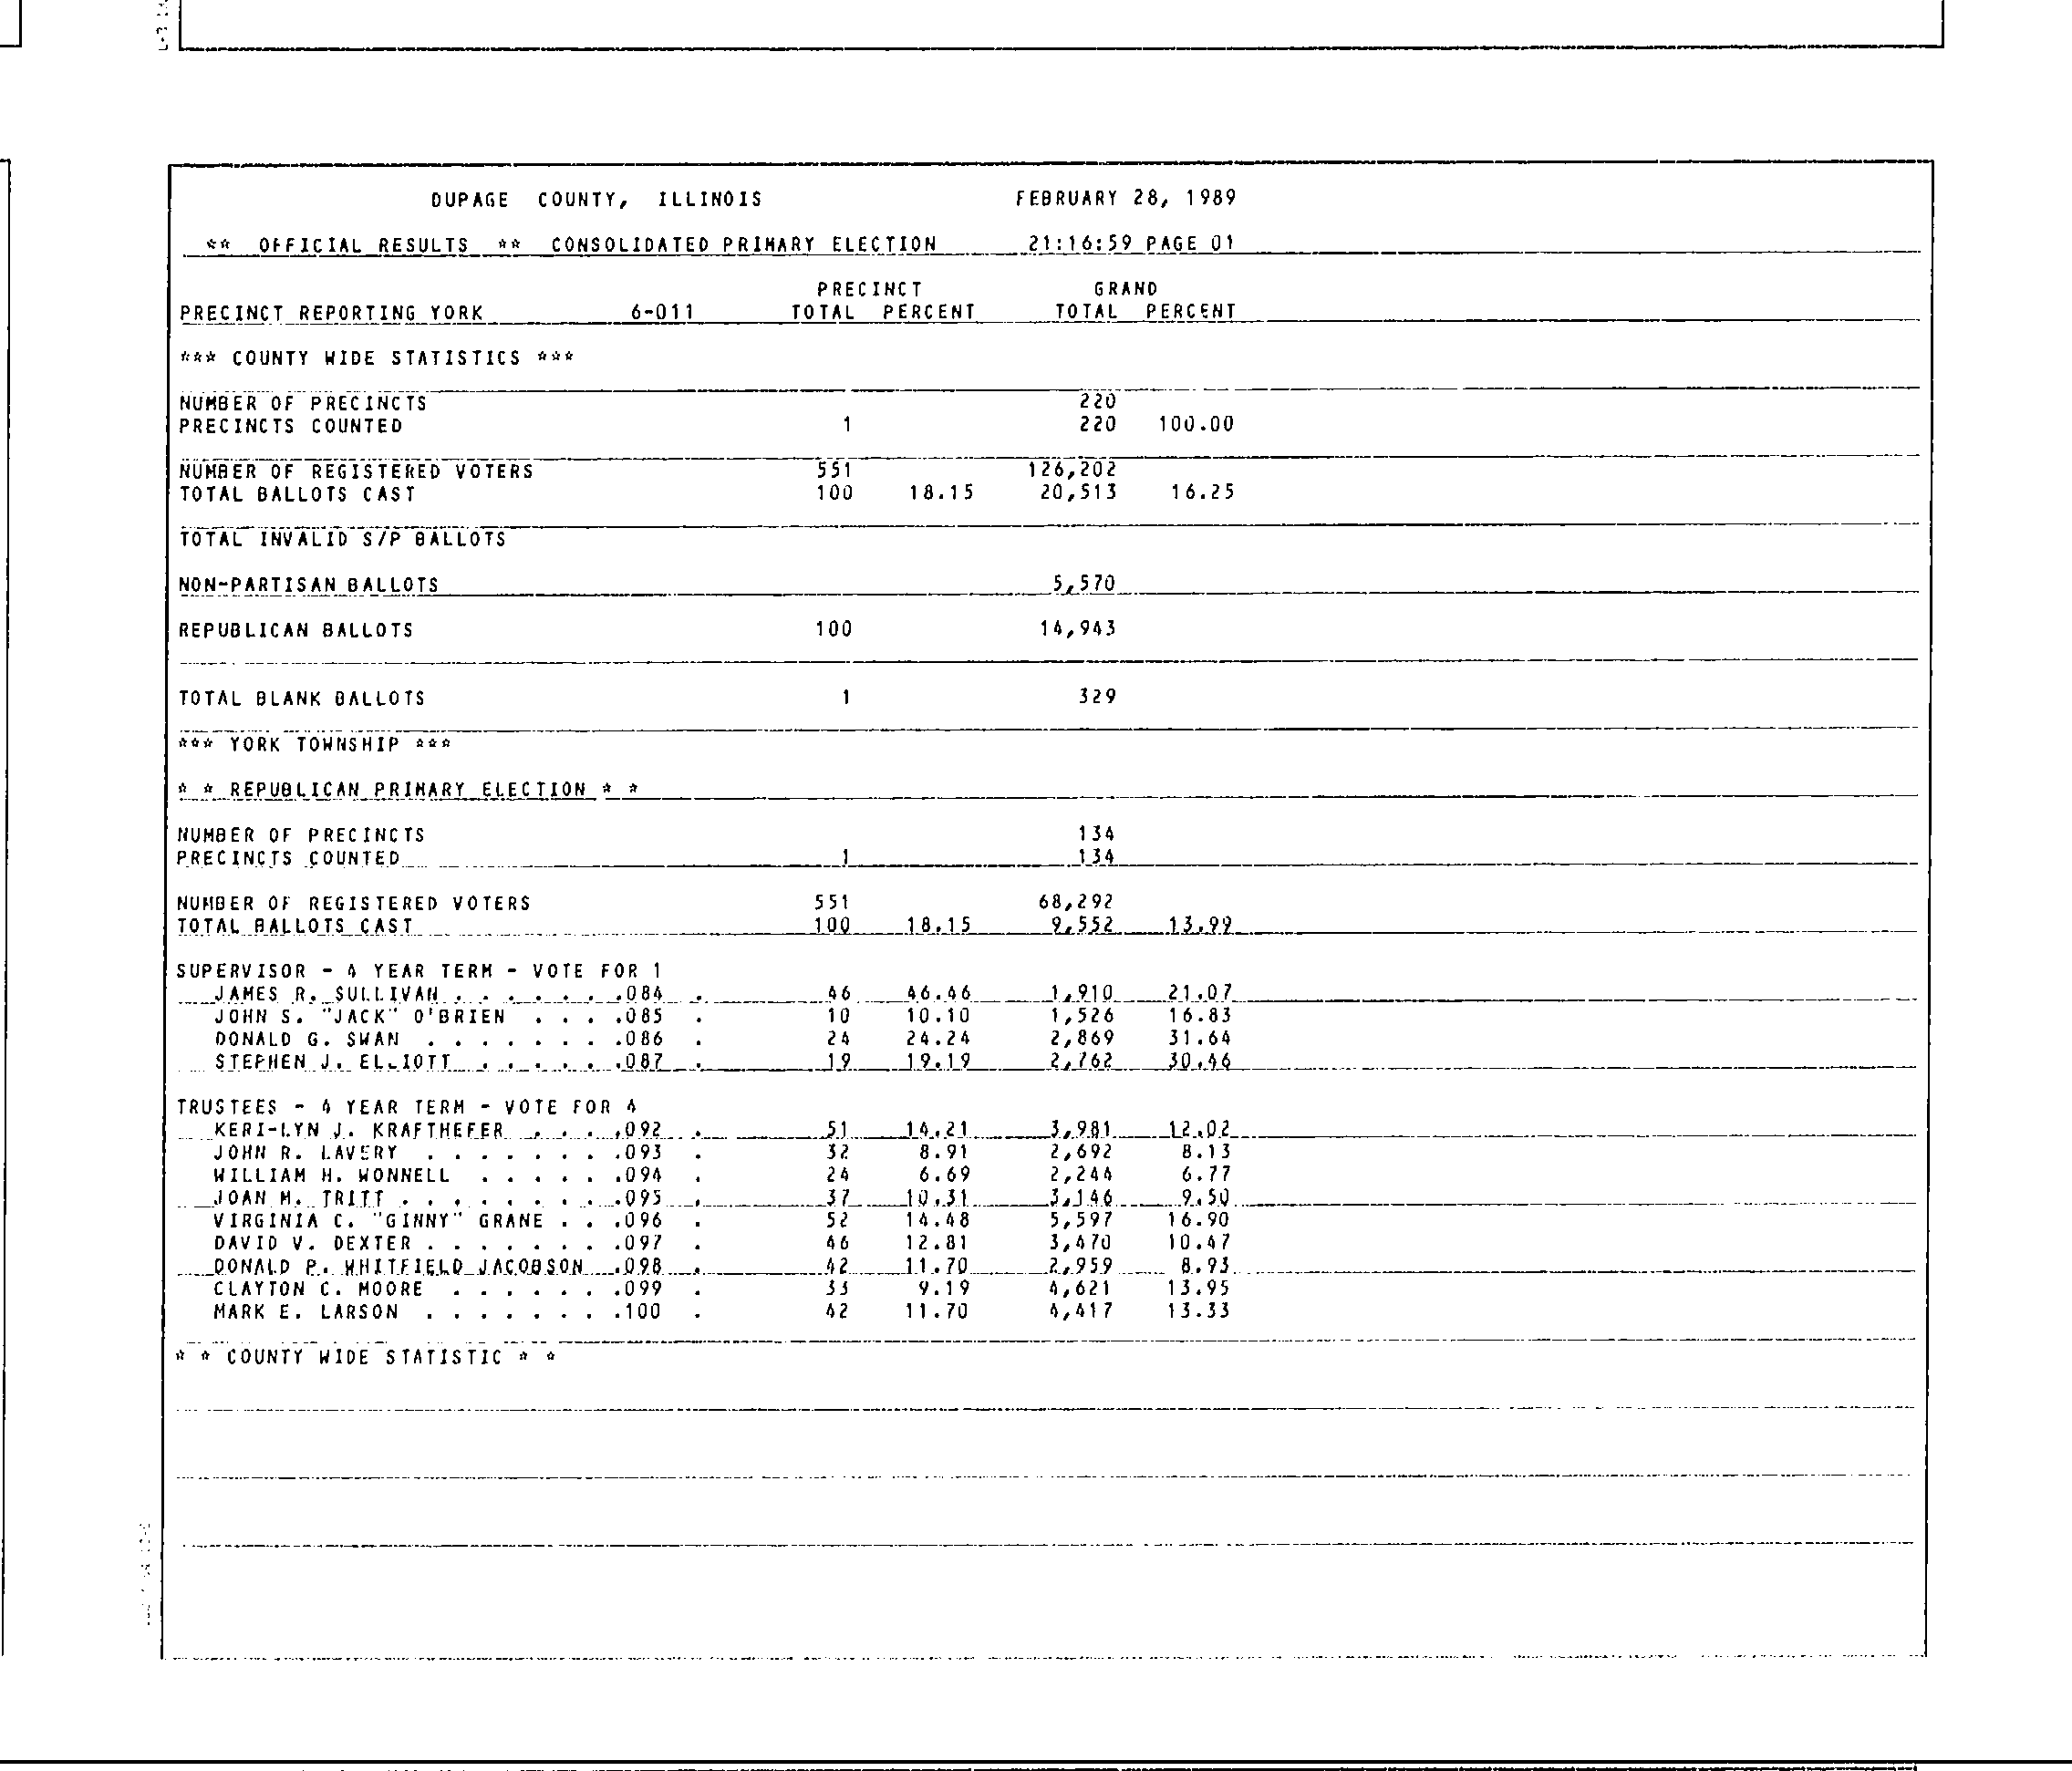 DUPAGE COUNTY, ILLINOIS FEBRUARY 28, 1989
** OFFICIAL RESULTS ** CONSOLIDATED PRIMARY ELECTION 21:16:59 PAGE 01
PRECINCT GRAND
PRECINCT REPORTING YORK 6-011 TOTAL PERCENT TOTAL PERCENT
*** COUNTY WIDE STATISTICS ***
NUMBER OF PRECINCTS 220
PRECINCTS COUNTED 1 220 100.00
NUMBER OF REGISTERED VOTERS 551 126,202
TOTAL BALLOTS CAST 100 18.15 20,513 16.25
TOTAL INVALID S/P BALLOTS
NON-PARTISAN BALLOTS 5,570
REPUBLICAN BALLOTS 100 14,943
TOTAL BLANK BALLOTS 1 329
*** YORK TOWNSHIP ***
* * REPUBLICAN PRIMARY ELECTION * *
NUMBER OF PRECINCTS 134
PRECINCTS COUNTED 1 134
NUMBER OF REGISTERED VOTERS 551 68,292
TOTAL BALLOTS CAST 100 18.15 9,552 13.99
SUPERVISOR - 4 YEAR TERM - VOTE FOR 1
JAMES R. SULLIVAN . . . . . . .084 . 46 46.46 1,910 21.07
JOHN S. "JACK" O'BRIEN . . . .085 . 10 10.10 1,526 16.83
DONALD G. SWAN . . . . . . . .086 . 24 24.24 2,869 31.64
STEPHEN J. ELLIOTT . . . . . .087 . 19 19.19 2,762 30.46
TRUSTEES - 4 YEAR TERM - VOTE FOR 4
KERI-LYN J. KRAFTHEFER . . . .092 . 51 14.21 3,981 12.02
JOHN R. LAVERY . . . . . . . .093 . 32 8.91 2,692 8.13
WILLIAM H. WONNELL . . . . . .094 . 24 6.69 2,244 6.77
JOAN M. TRITT . . . . . . . . .095 . 37 10.31 3,146 9.50
VIRGINIA C. "GINNY" GRANE . . .096 . 52 14.48 5,597 16.90
DAVID V. DEXTER . . . . . . . .097 . 46 12.81 3,470 10.47
DONALD P. WHITFIELD JACOBSON .098 . 42 11.70 2,959 8.93
CLAYTON C. MOORE . . . . . . .099 . 33 9.19 4,621 13.95
MARK E. LARSON . . . . . . . .100 . 42 11.70 4,417 13.33
* * COUNTY WIDE STATISTIC * *